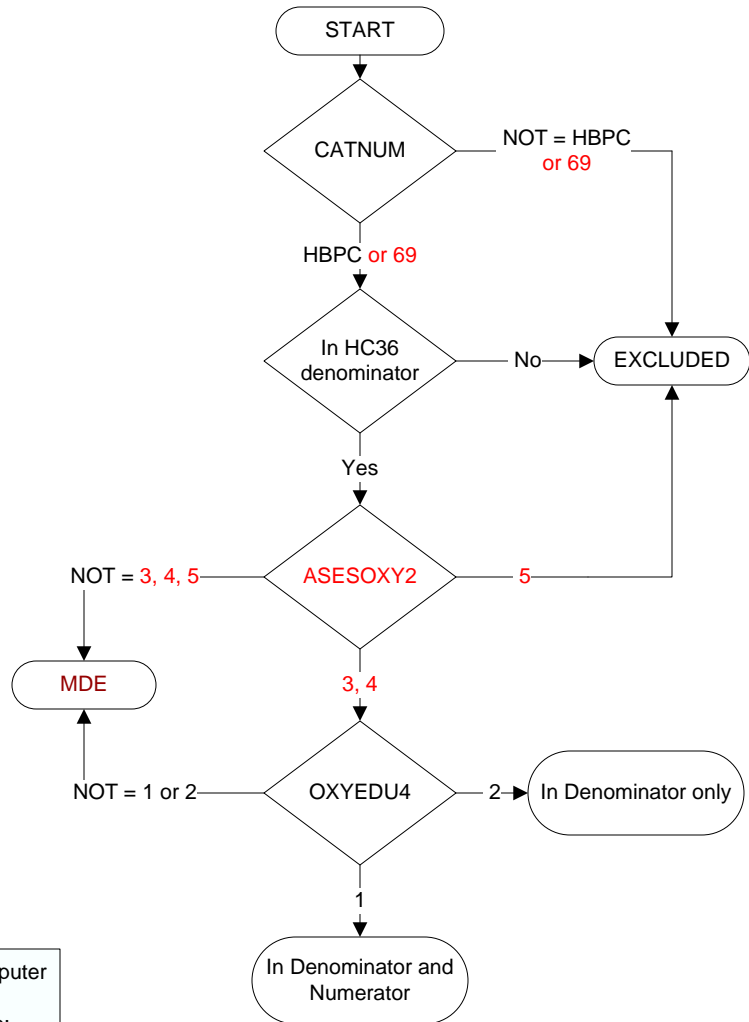 START
CATNUM
NOT = HBPC
or 69
HBPC or 69
In HC36
denominator
No
EXCLUDED
Yes
NOT = 3, 4, 5
ASESOXY2
5
MDE
3, 4
NOT = 1 or 2
OXYEDU4
2
In Denominator only
1
In Denominator and
Numerator